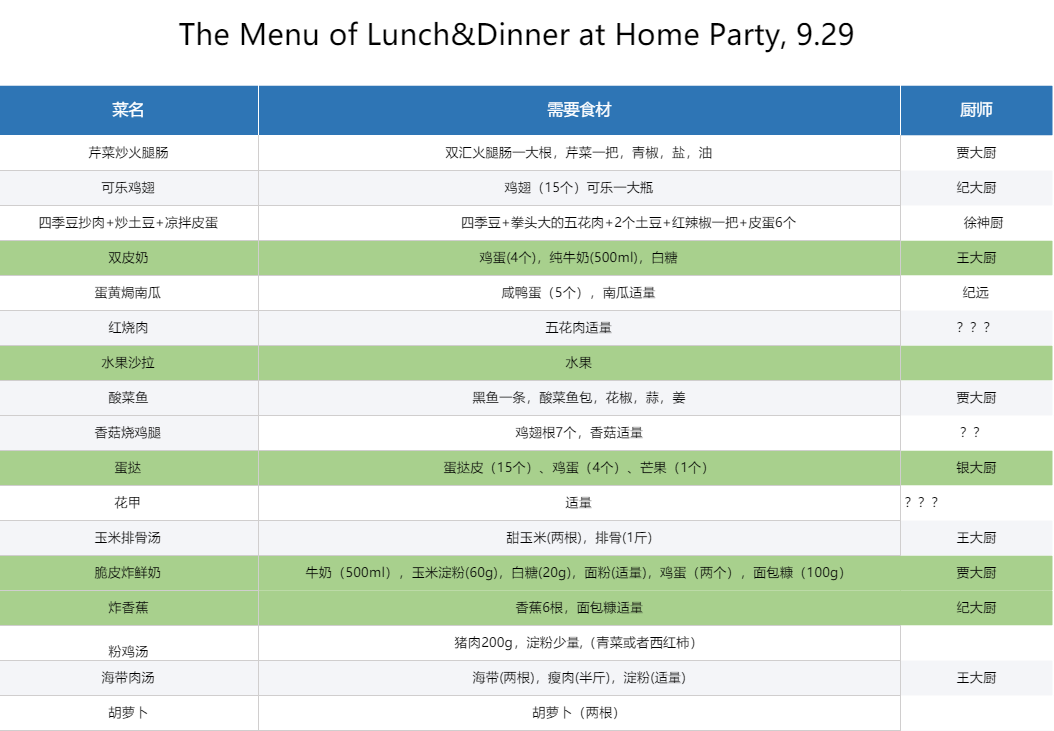 The Menu of Lunch&Dinner at Home Party, 9.29
菜名 需要食材 厨师
芹菜炒火腿肠 双汇火腿肠一大根，芹菜一把，青椒，盐，油 贾大厨
可乐鸡翅 鸡翅（15个）可乐一大瓶 纪大厨
四季豆抄肉+炒土豆+凉拌皮蛋 四季豆+拳头大的五花肉+2个土豆+红辣椒一把+皮蛋6个 徐神厨
双皮奶 鸡蛋(4个)，纯牛奶(500ml)，白糖 王大厨
蛋黄焗南瓜 咸鸭蛋（5个），南瓜适量 纪远
红烧肉 五花肉适量 ？？？
水果沙拉 水果
酸菜鱼 黑鱼一条，酸菜鱼包，花椒，蒜，姜 贾大厨
香菇烧鸡腿 鸡翅根7个，香菇适量 ？？
蛋挞 蛋挞皮（15个）、鸡蛋（4个）、芒果（1个） 银大厨
花甲 适量 ？？？
玉米排骨汤 甜玉米(两根)，排骨(1斤) 王大厨
脆皮炸鲜奶 牛奶（500ml），玉米淀粉(60g)，白糖(20g)，面粉(适量)，鸡蛋（两个），面包糠（100g） 贾大厨
炸香蕉 香蕉6根，面包糠适量 纪大厨
粉鸡汤 猪肉200g，淀粉少量,（青菜或者西红柿）
海带肉汤 海带(两根)，瘦肉(半斤)，淀粉(适量) 王大厨
胡萝卜 胡萝卜（两根）